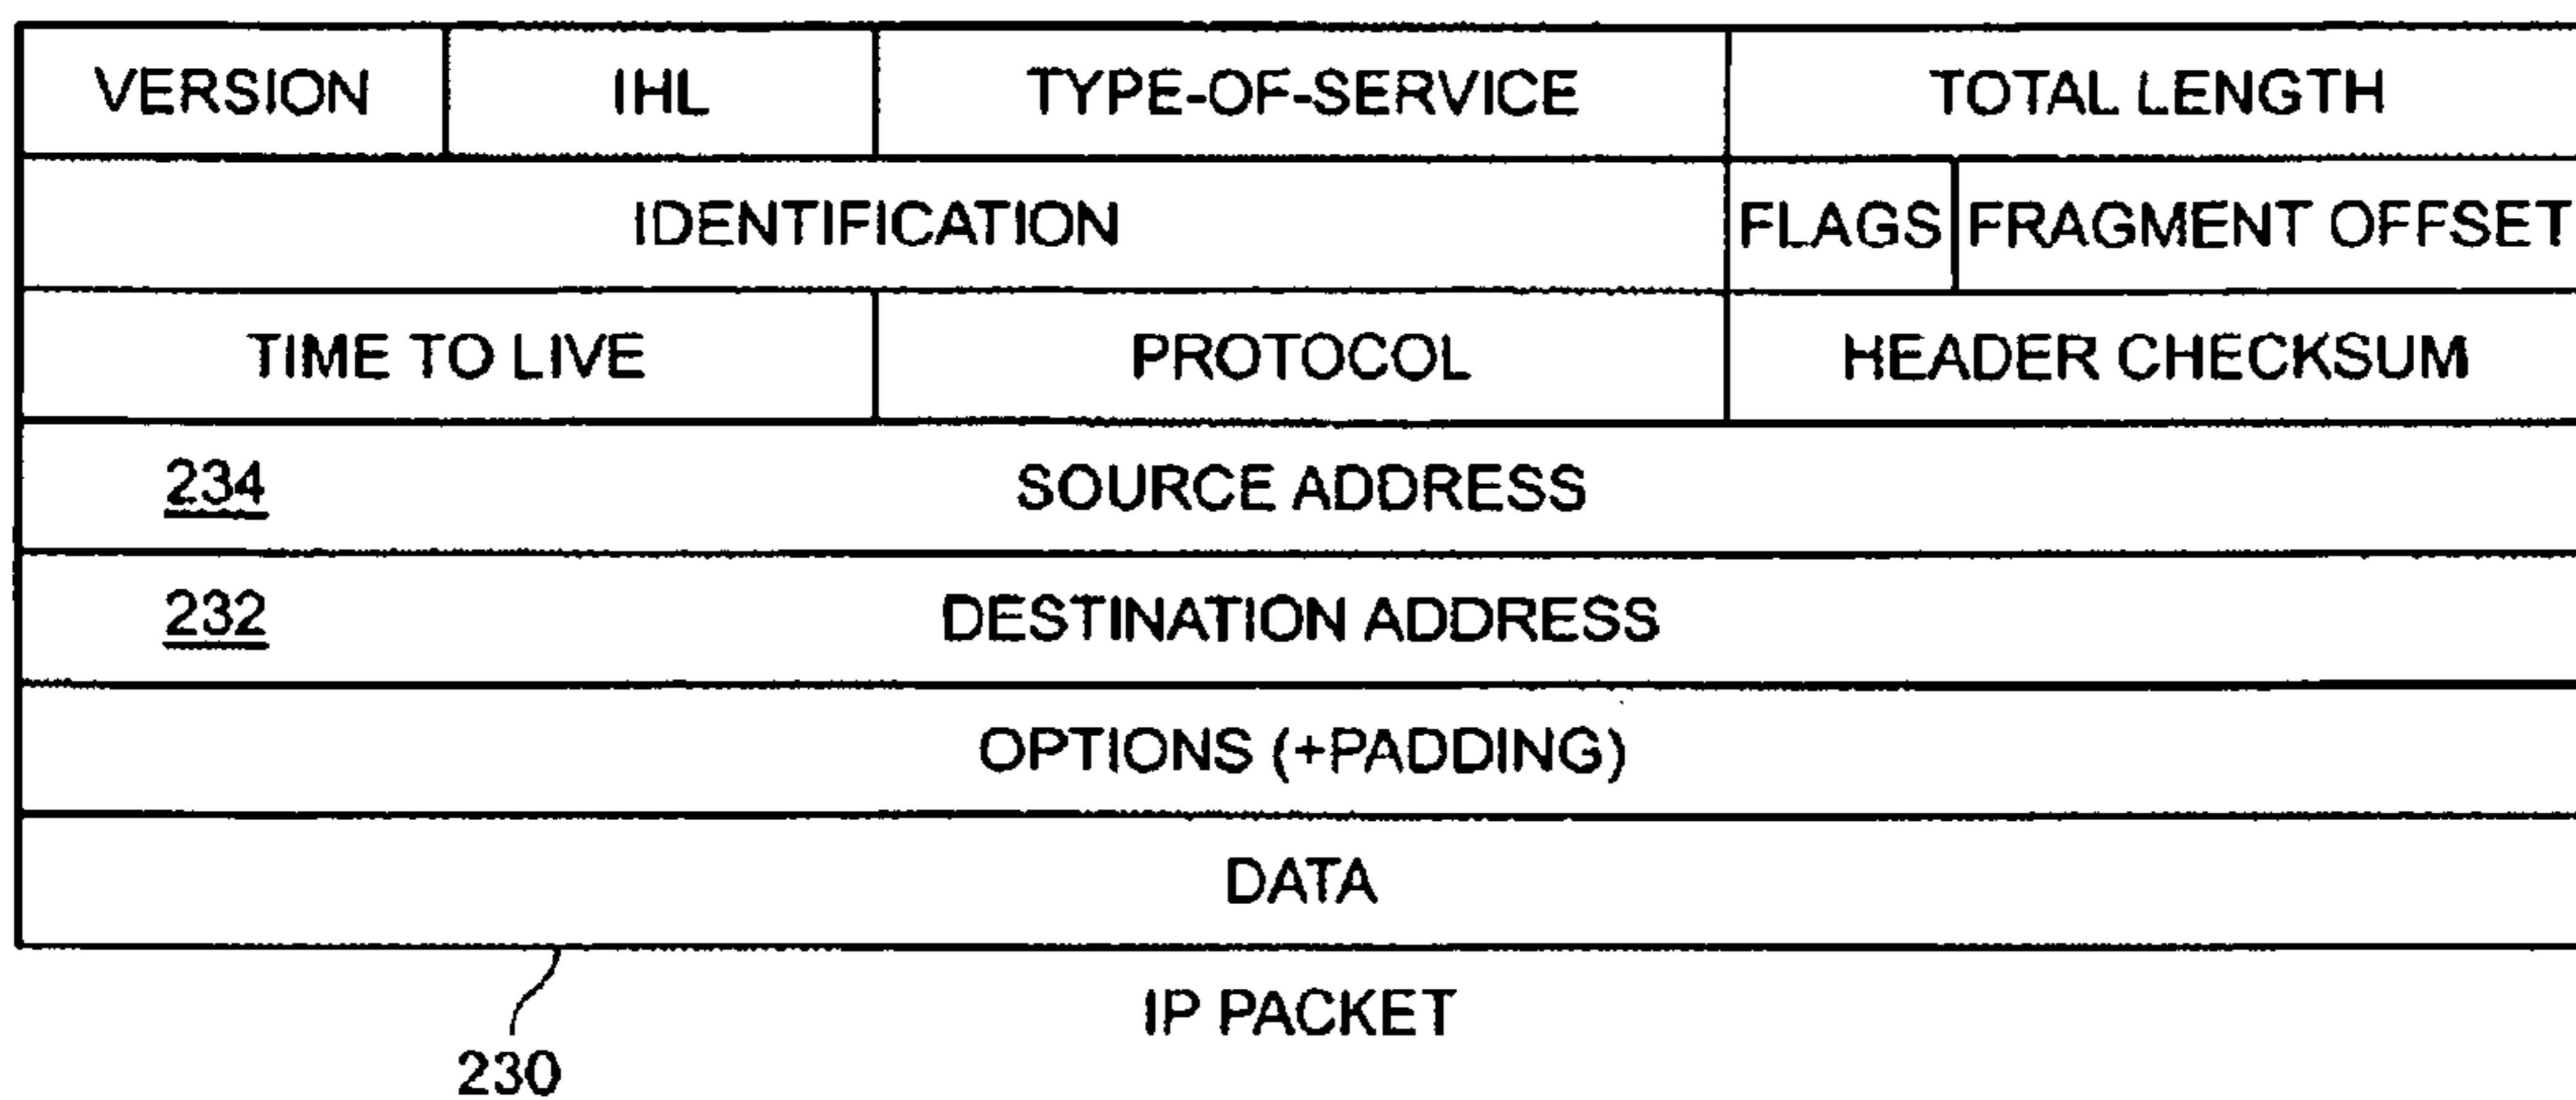 VERSION IHL TYPE-OF-SERVICE TOTAL LENGTH
IDENTIFICATION FLAGS FRAGMENT OFFSET
TIME TO LIVE PROTOCOL HEADER CHECKSUM
234 SOURCE ADDRESS
232 DESTINATION ADDRESS
OPTIONS (+PADDING)
DATA
IP PACKET
230